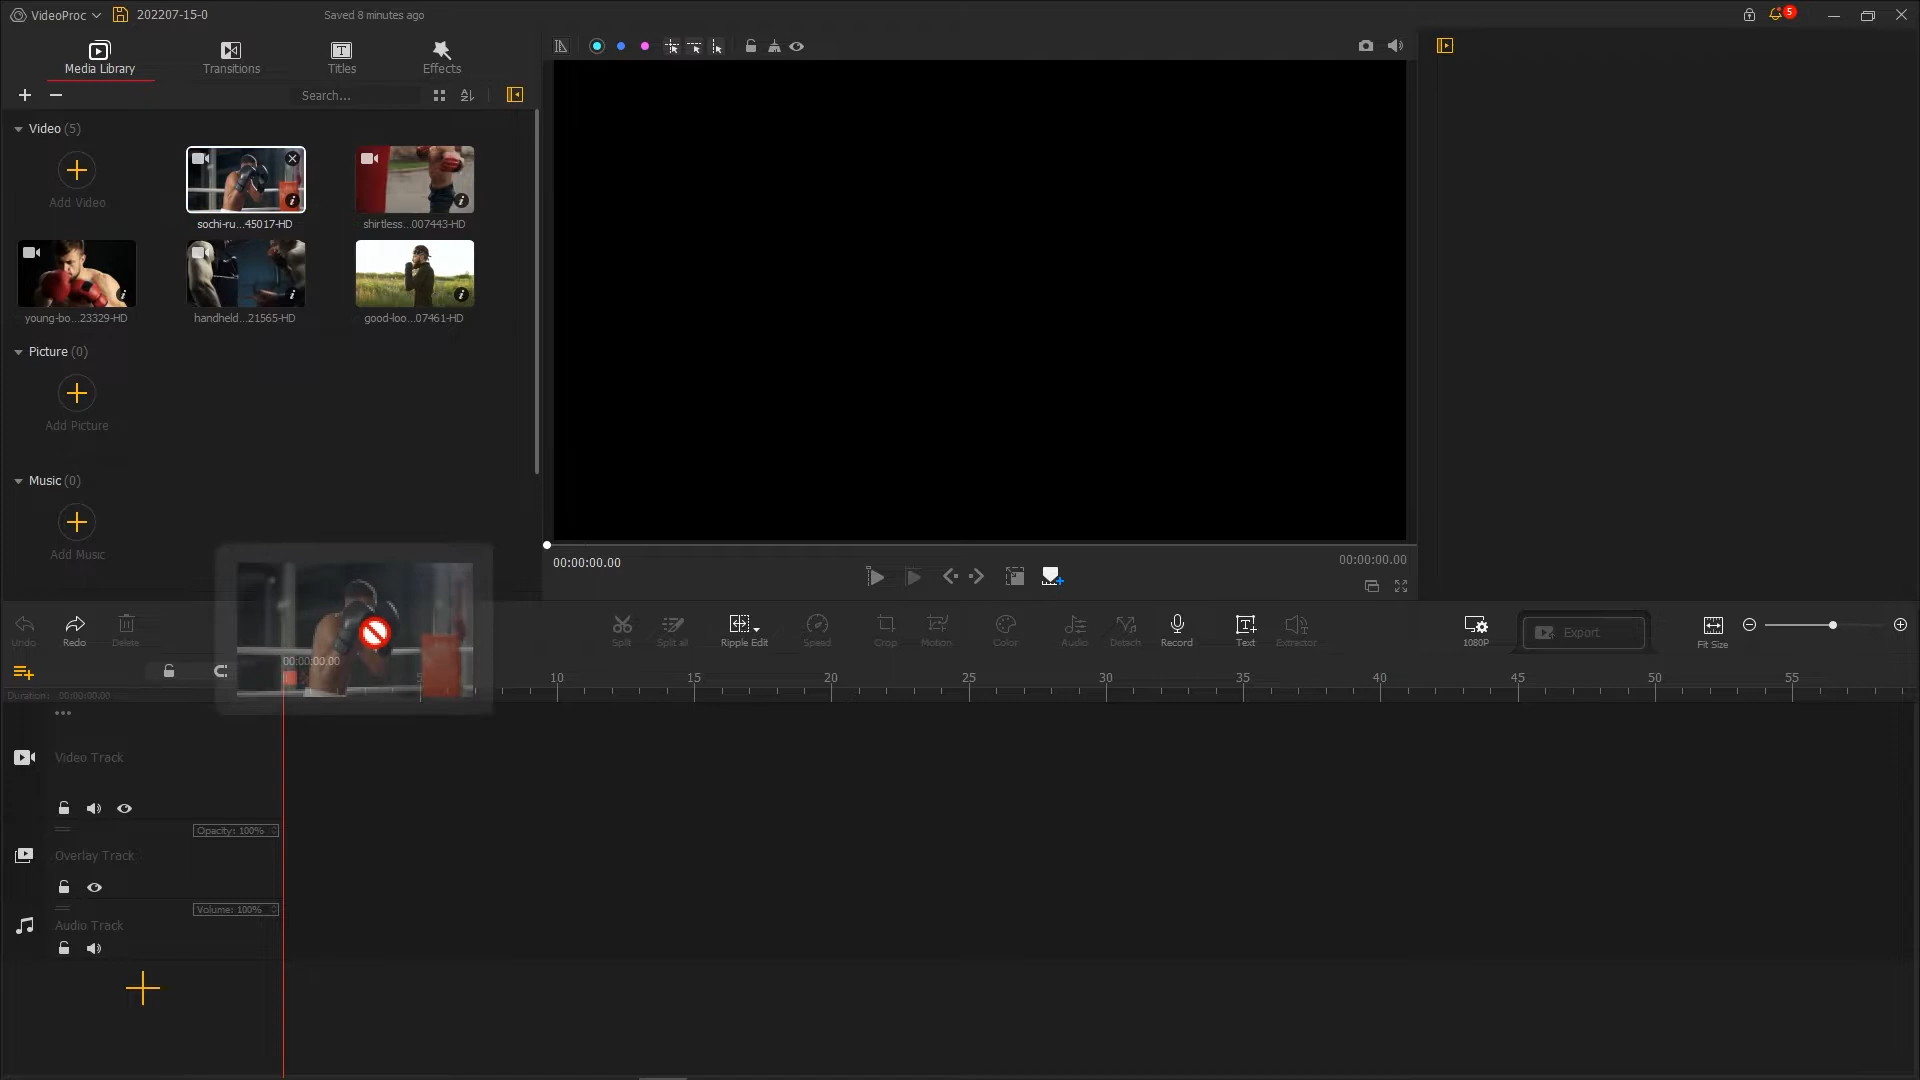 VideoProc 202207-15-0 Saved 8 minutes ago 5
Media Library Transitions Titles Effects
Search...
Video (5)
Add Video
sochi-ru...45017-HD shirtless...007443-HD
young-bo...23329-HD handheld...21565-HD good-loo...07461-HD
Picture (0)
Add Picture
Music (0)
Add Music
00:00:00.00 00:00:00.00
Undo Redo Delete Split Split all Ripple Edit Speed Crop Motion Color Audio Detach Record Text Extractor 1080P Export Fit Size
00:00:00.00
10 15 20 25 30 35 40 45 50 55
Duration: 00:00:00.00
Video Track
Opacity: 100%
Overlay Track
Volume: 100%
Audio Track